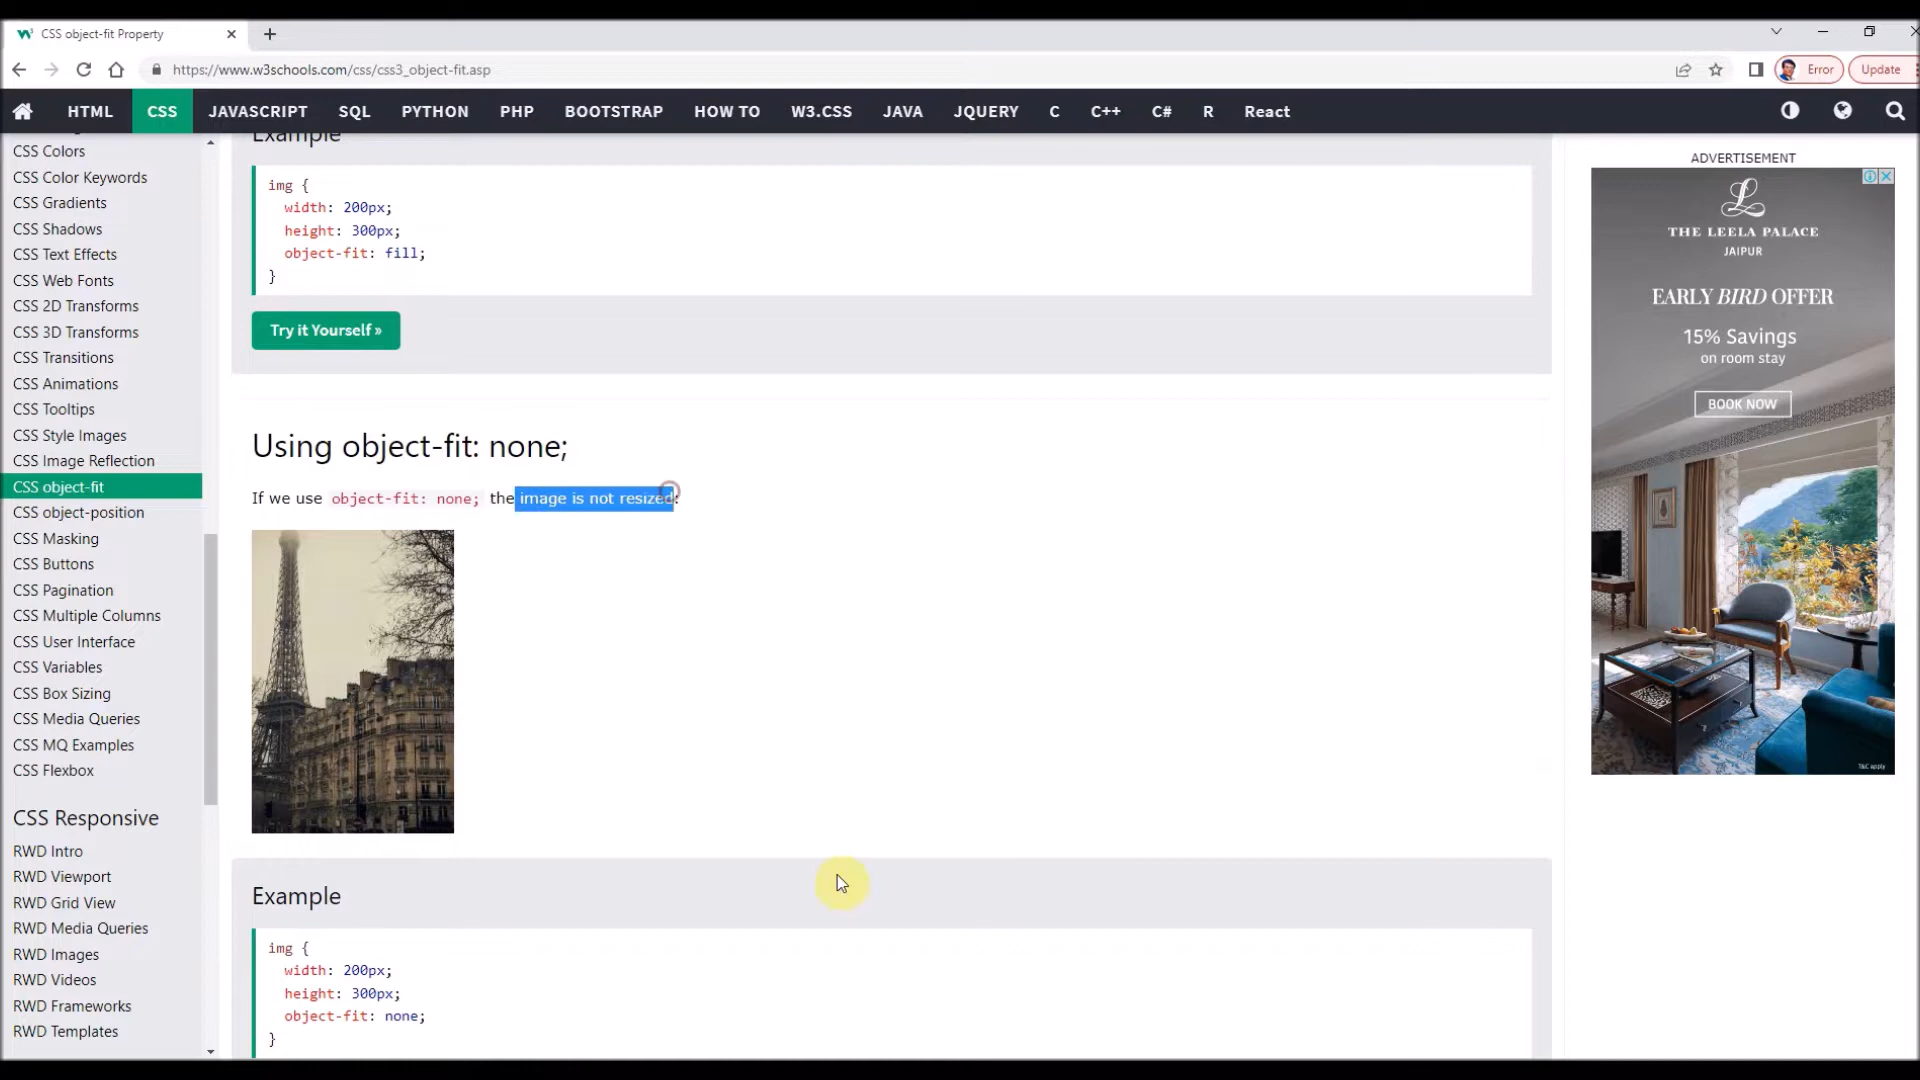 CSS object-fit Property
https://www.w3schools.com/css/css3_object-fit.asp
Error
Update
HTML
CSS
JAVASCRIPT
SQL
PYTHON
PHP
BOOTSTRAP
HOW TO
W3.CSS
JAVA
JQUERY
C
C++
C#
R
React
CSS Colors
CSS Color Keywords
CSS Gradients
CSS Shadows
CSS Text Effects
CSS Web Fonts
CSS 2D Transforms
CSS 3D Transforms
CSS Transitions
CSS Animations
CSS Tooltips
CSS Style Images
CSS Image Reflection
CSS object-fit
CSS object-position
CSS Masking
CSS Buttons
CSS Pagination
CSS Multiple Columns
CSS User Interface
CSS Variables
CSS Box Sizing
CSS Media Queries
CSS MQ Examples
CSS Flexbox
CSS Responsive
RWD Intro
RWD Viewport
RWD Grid View
RWD Media Queries
RWD Images
RWD Videos
RWD Frameworks
RWD Templates
Example
img {
width: 200px;
height: 300px;
object-fit: fill;
}
Try it Yourself »
Using object-fit: none;
If we use object-fit: none; the image is not resized:
Example
img {
width: 200px;
height: 300px;
object-fit: none;
}
ADVERTISEMENT
L
THE LEELA PALACE
JAIPUR
EARLY BIRD OFFER
15% Savings
on room stay
BOOK NOW
T&C apply